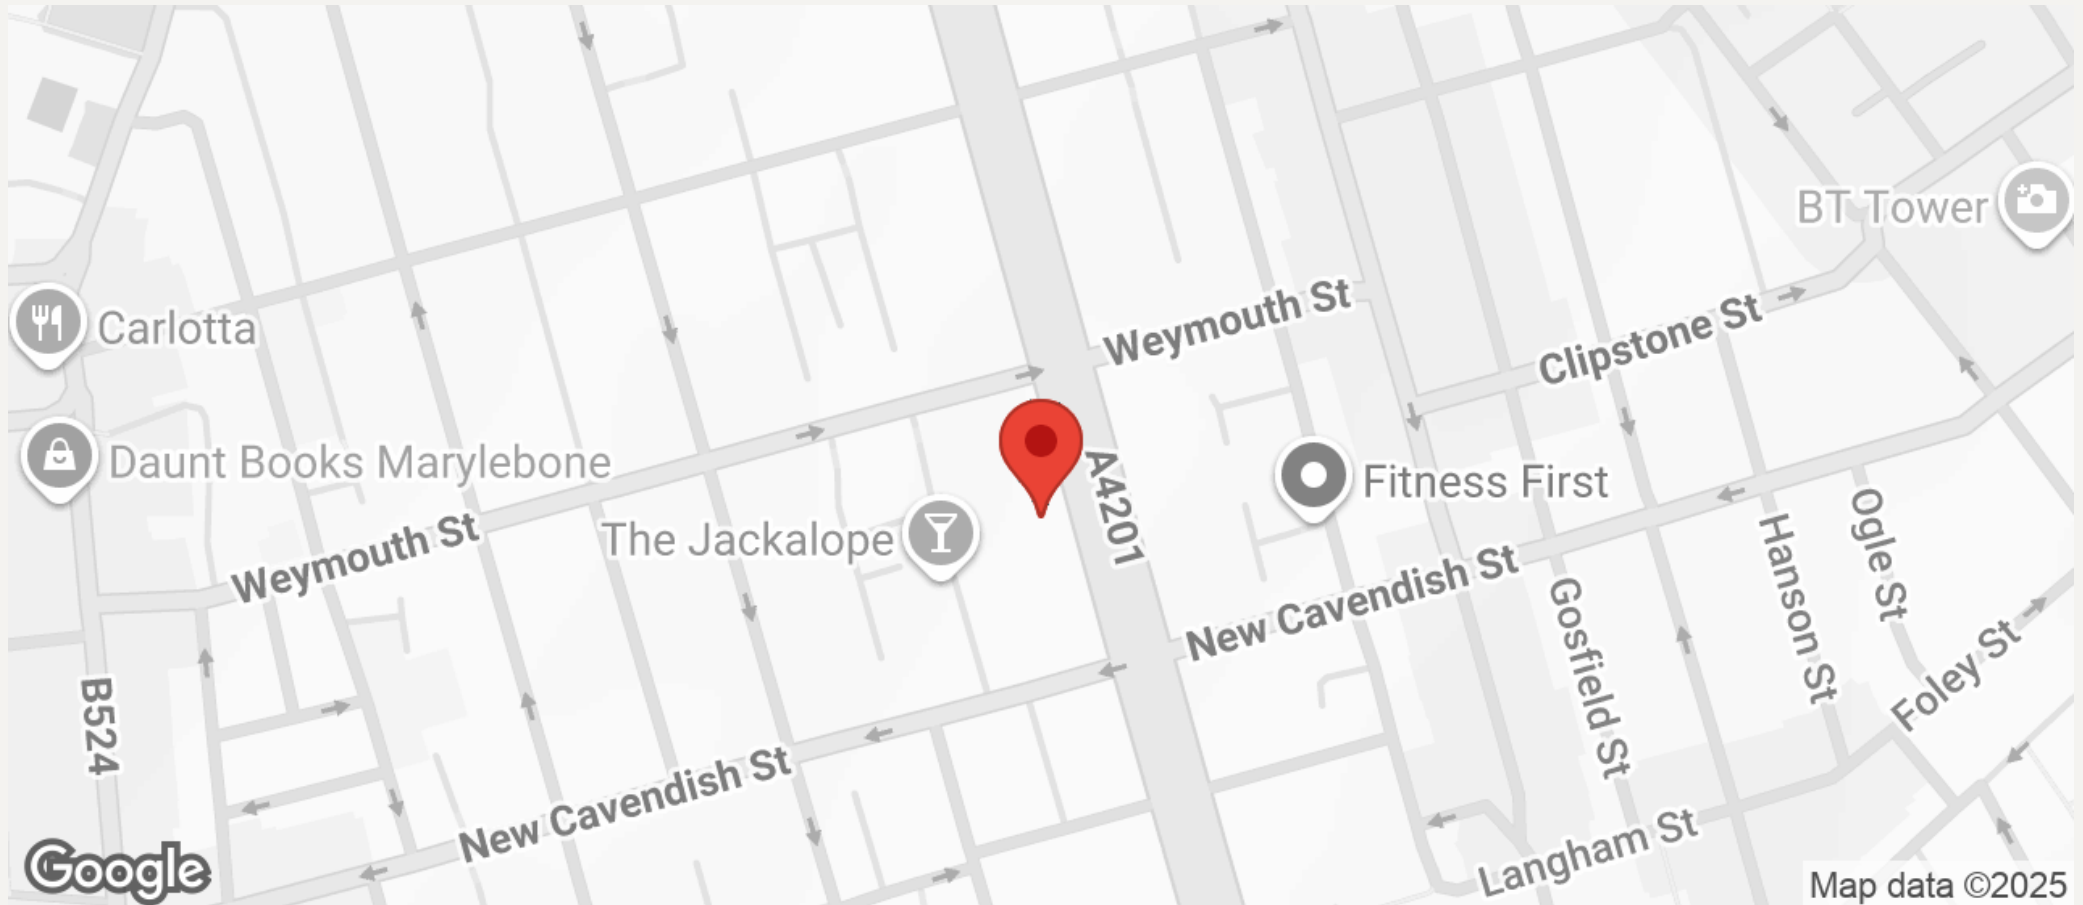 BT Tower
Weymouth St
Clipstone St
Carlotta
Daunt Books Marylebone
A4201
Fitness First
The Jackalope
Weymouth St
Ogle St
Hanson St
New Cavendish St
Gosfield St
Foley St
B524
New Cavendish St
Langham St
Google
Map data ©2025